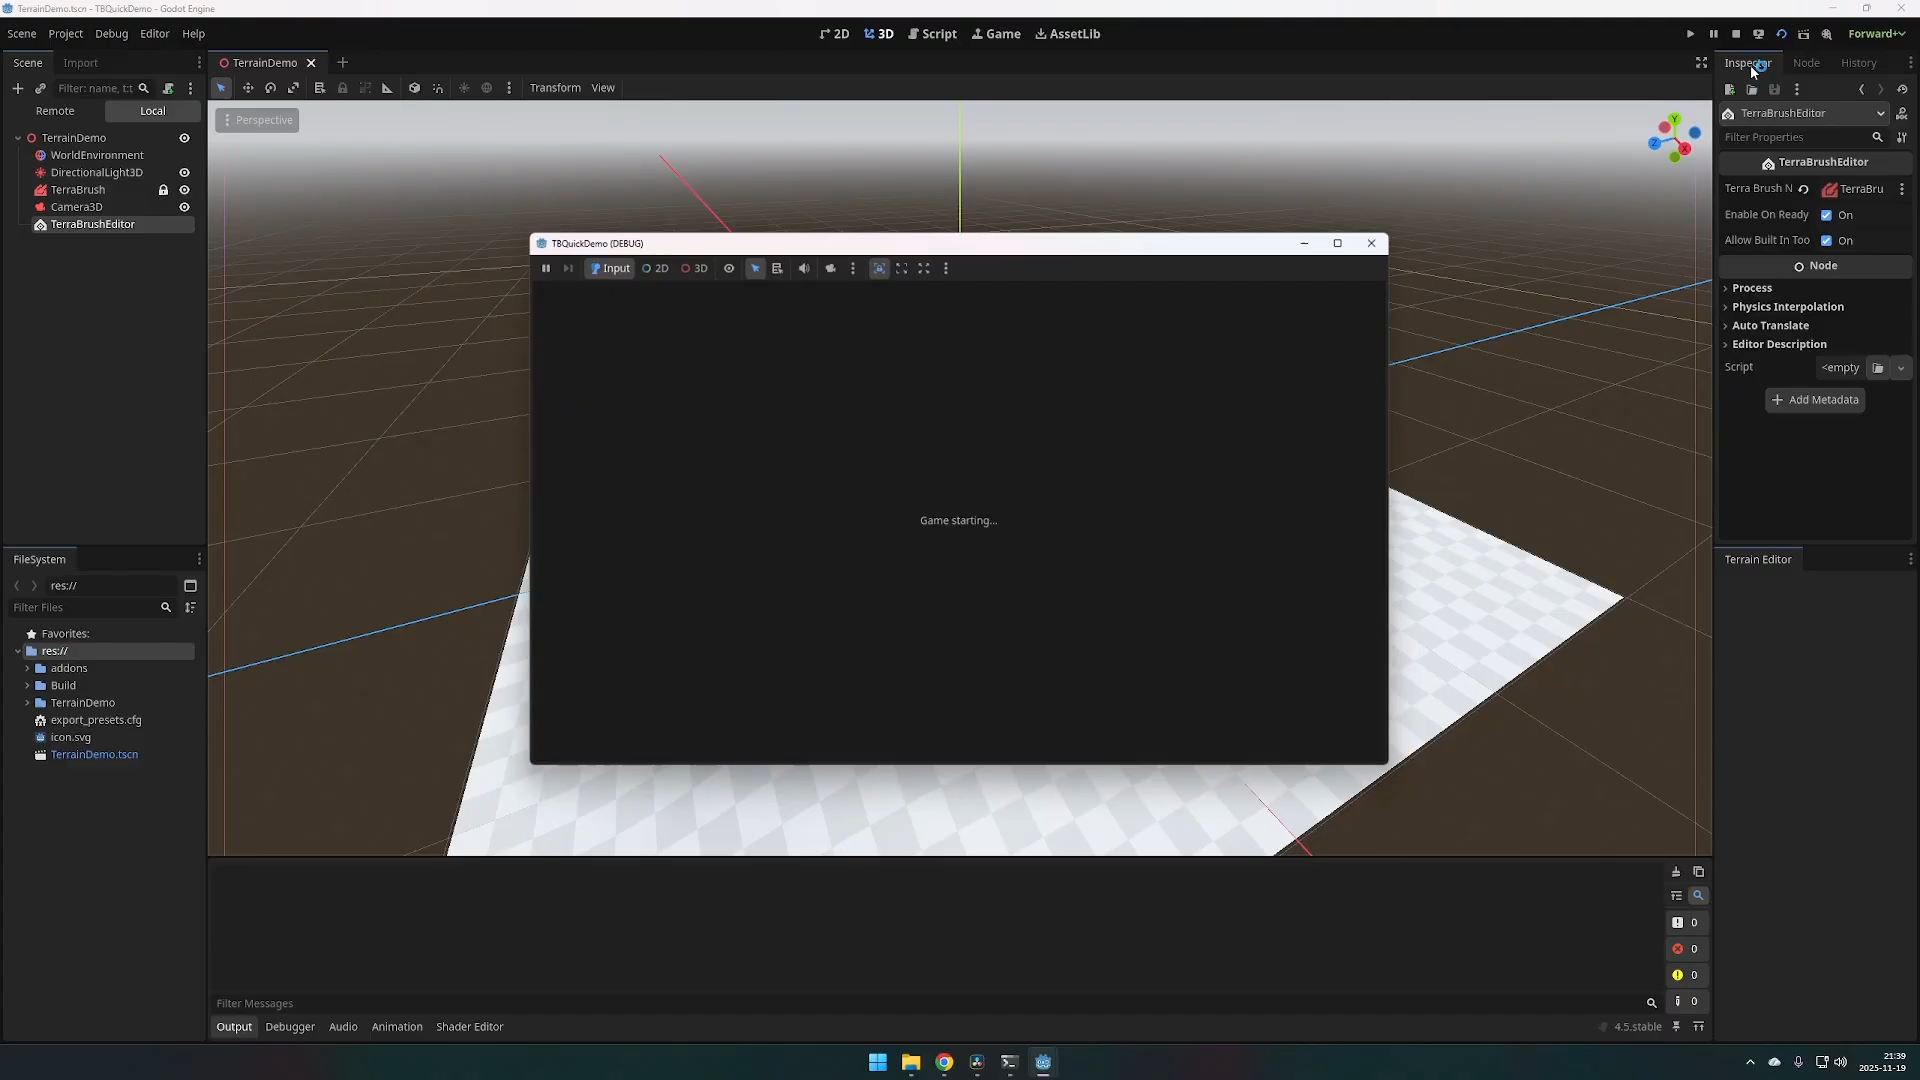 TerrainDemo.tscn - TBQuickDemo - Godot Engine
Scene Project Debug Editor Help
2D 3D Script Game AssetLib
Forward+
Scene Import
TerrainDemo
Inspector Node History
Filter: name, t:t
Transform View
Remote Local
Perspective
Y
Z
X
TerrainDemo
WorldEnvironment
DirectionalLight3D
TerraBrush
Camera3D
TerraBrushEditor
TerraBrushEditor
Filter Properties
TerraBrushEditor
Terra Brush N TerraBru
Enable On Ready On
Allow Built In Too On
Node
Process
Physics Interpolation
Auto Translate
Editor Description
Script <empty
Add Metadata
TBQuickDemo (DEBUG)
Input 2D 3D
Game starting...
FileSystem
res://
Filter Files
Favorites:
res://
addons
Build
TerrainDemo
export_presets.cfg
icon.svg
TerrainDemo.tscn
Terrain Editor
0
0
0
0
Filter Messages
Output Debugger Audio Animation Shader Editor
4.5.stable
21:39
2025-11-19